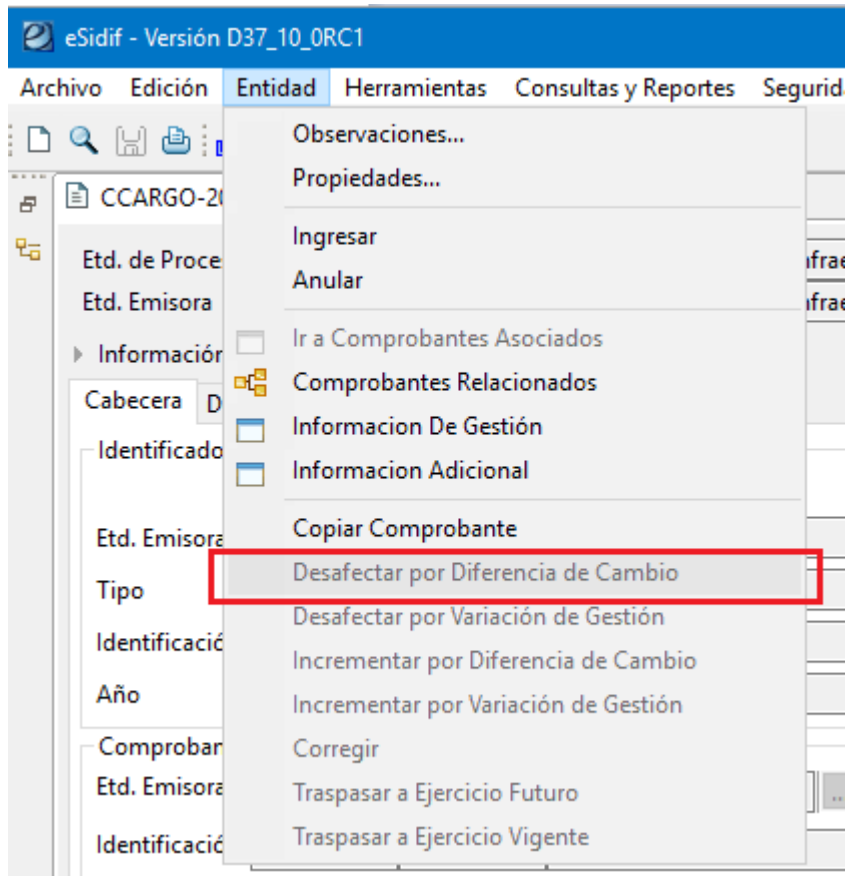 eSidif - Versión D37_10_0RC1
Archivo Edición Entidad Herramientas Consultas y Reportes
CCARGO-20
Observaciones...
Propiedades...
Ingresar
Etd. de Proce
Anular
Etd. Emisora
Ir a Comprobantes Asociados
Información
Comprobantes Relacionados
Cabecera D
Informacion De Gestión
Identificado
Informacion Adicional
Copiar Comprobante
Etd. Emisora
Desafectar por Diferencia de Cambio
Tipo
Desafectar por Variación de Gestión
Identificació
Incrementar por Diferencia de Cambio
Año
Incrementar por Variación de Gestión
Comprobar
Corregir
Etd. Emisora
Traspasar a Ejercicio Futuro
...
Identificació
Traspasar a Ejercicio Vigente